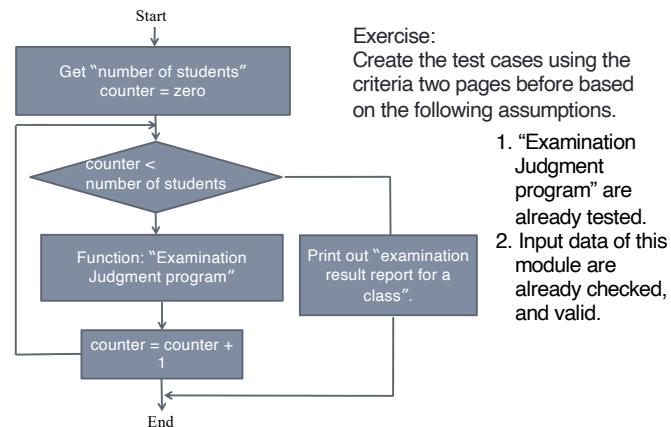 Start
Get “number of students”
counter = zero
counter <
number of students
Function: “Examination
Judgment program”
counter = counter +
1
Print out “examination
result report for a
class”.
End
Exercise:
Create the test cases using the
criteria two pages before based
on the following assumptions.
1. “Examination
Judgment
program” are
already tested.
2. Input data of this
module are
already checked,
and valid.